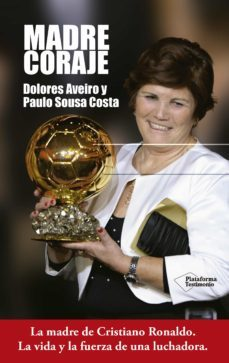 MADRE
CORAJE
Dolores Aveiro y
Paulo Sousa Costa
Plataforma
Testimonio
La madre de Cristiano Ronaldo.
La vida y la fuerza de una luchadora.